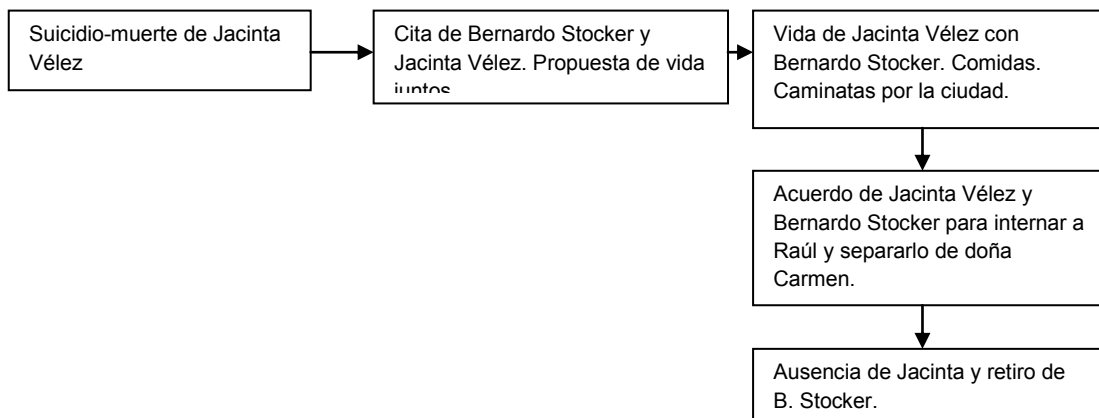 Suicidio-muerte de Jacinta
Vélez
Cita de Bernardo Stocker y
Jacinta Vélez. Propuesta de vida
juntos
Vida de Jacinta Vélez con
Bernardo Stocker. Comidas.
Caminatas por la ciudad.
Acuerdo de Jacinta Vélez y
Bernardo Stocker para internar a
Raúl y separarlo de doña
Carmen.
Ausencia de Jacinta y retiro de
B. Stocker.